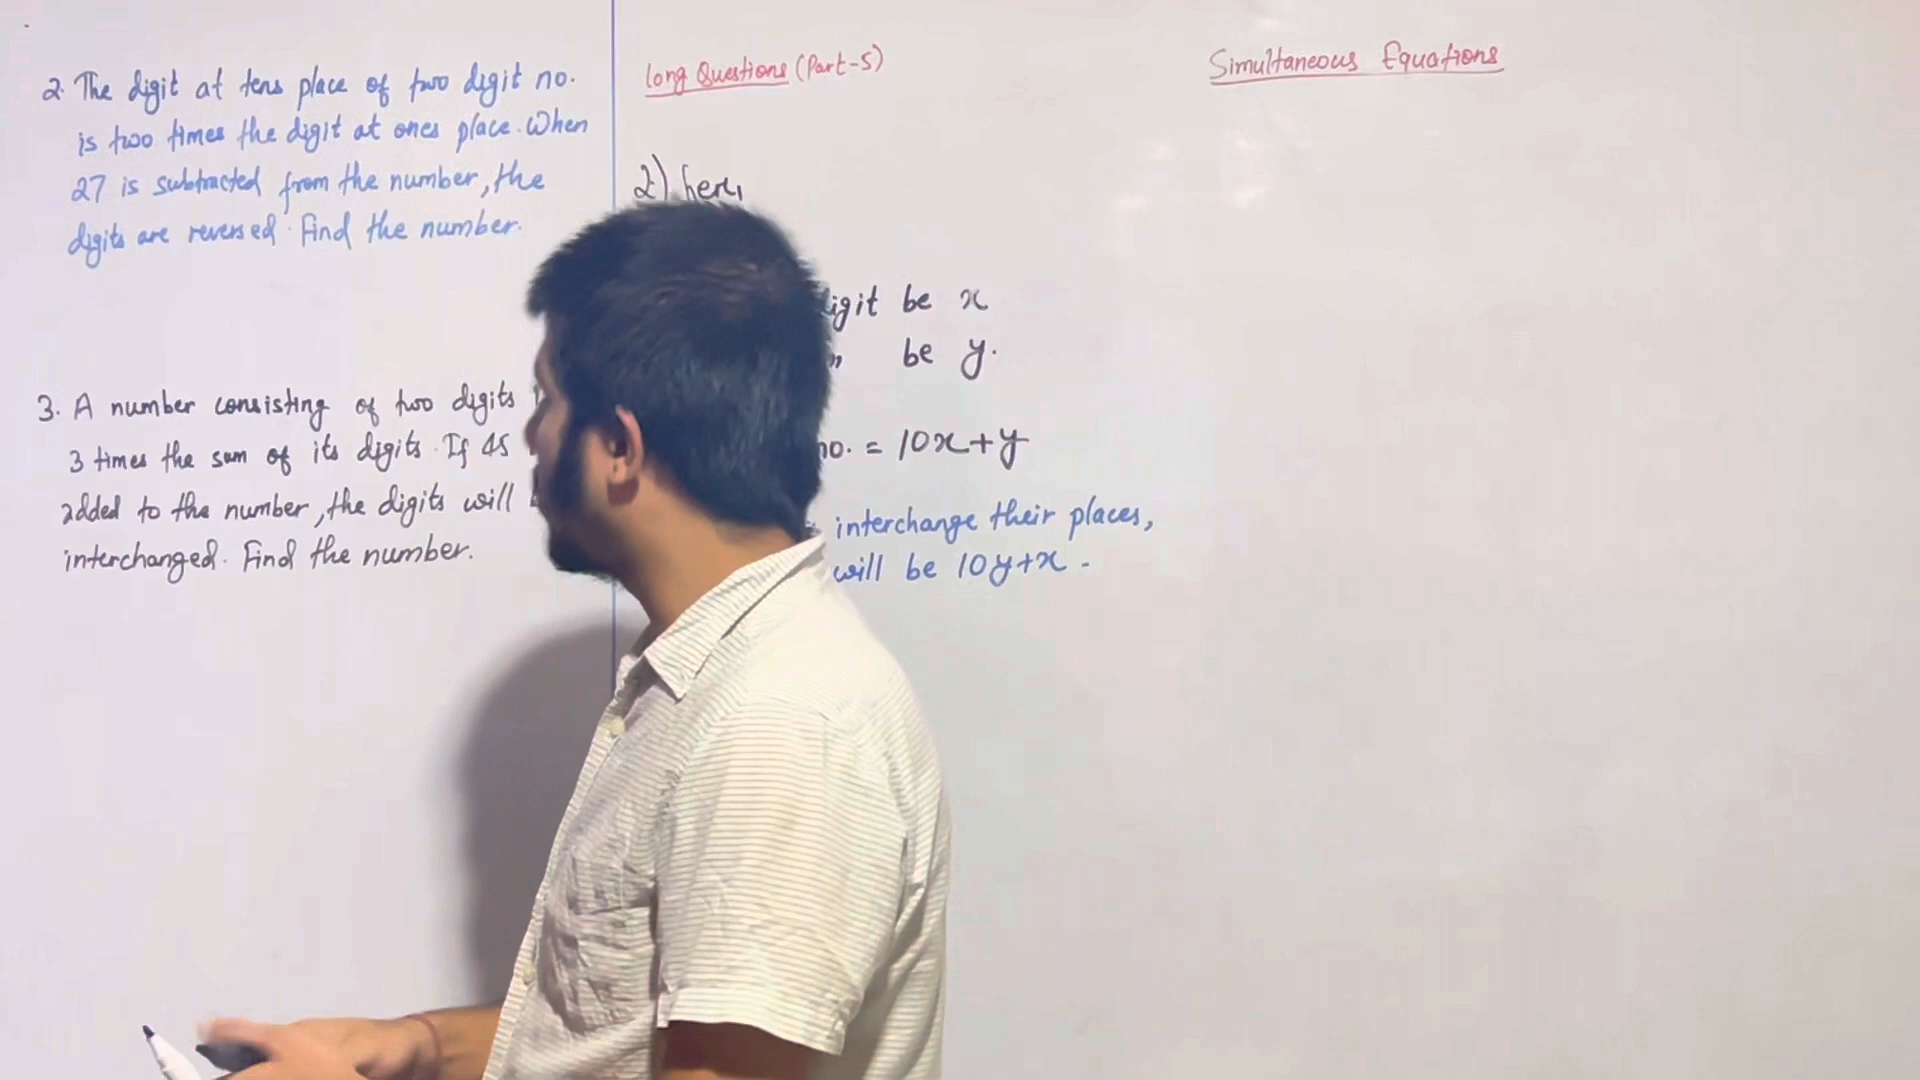 2. The digit at tens place of two digit no.
is two times the digit at ones place. When
27 is subtracted from the number, the
digits are reversed. Find the number.
3. A number consisting of two digits
3 times the sum of its digits. If 45
added to the number, the digits will
interchanged. Find the number.
Long Questions (Part-5)
2) here,
be x
" be y.
no. = 10x+y
interchange their places,
will be 10y+x.
Simultaneous Equations